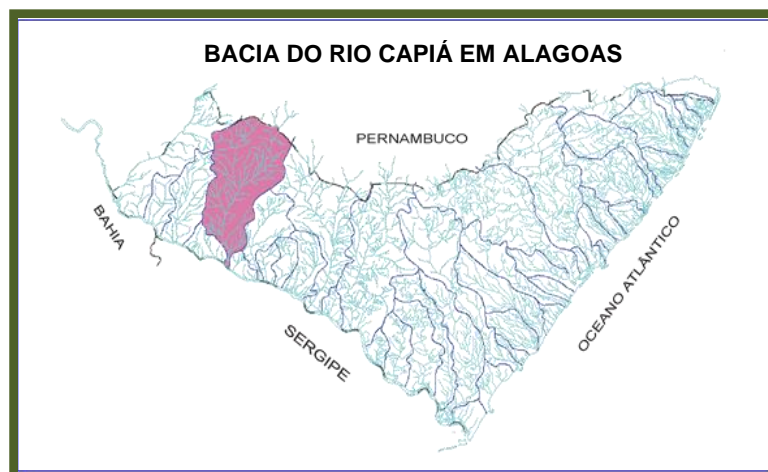 BACIA DO RIO CAPIÁ EM ALAGOAS
PERNAMBUCO
BAHIA
SERGIPE
OCEANO ATLÂNTICO